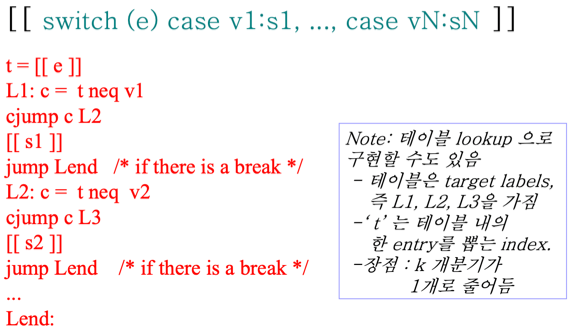 [[ switch (e) case v1:s1, ..., case vN:sN ]]
t = [[ e ]]
L1: c = t neq v1
cjump c L2
[[ s1 ]]
jump Lend /* if there is a break */
L2: c = t neq v2
cjump c L3
[[ s2 ]]
jump Lend /* if there is a break */
...
Lend:
Note: 테이블 lookup 으로
구현할 수도 있음
- 테이블은 target labels,
즉 L1, L2, L3을 가짐
-‘ t’ 는 테이블 내의
한 entry를 뽑는 index.
-장점 : k 개분기가
1개로 줄어듬